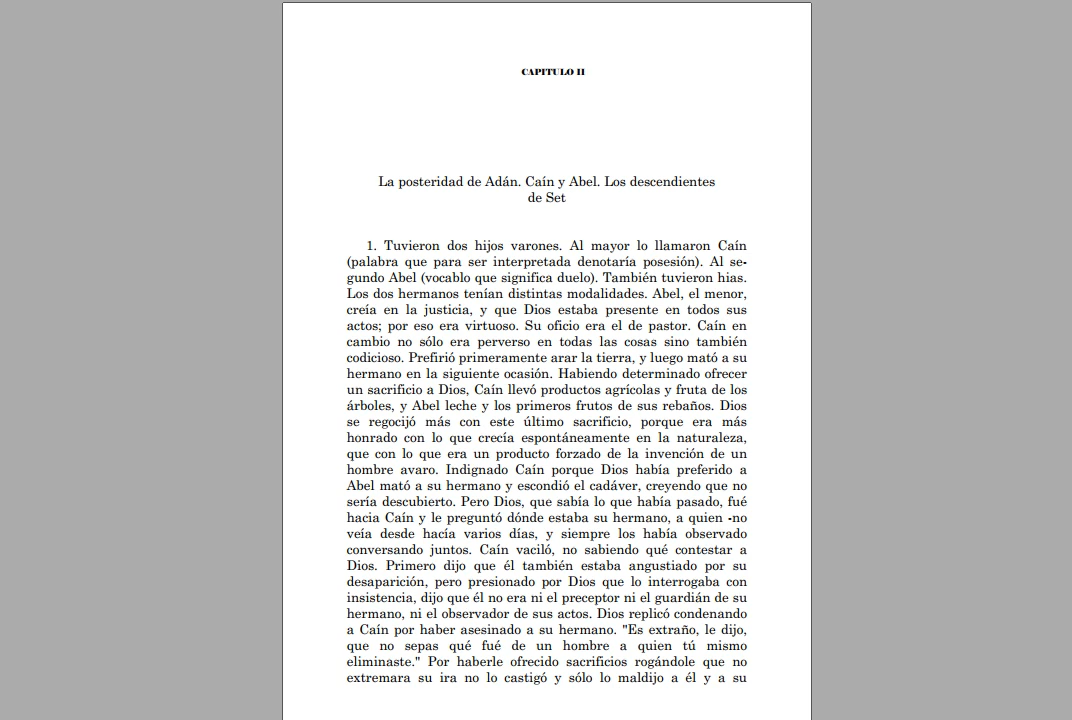 CAPITULO II
La posteridad de Adán. Caín y Abel. Los descendientes
de Set
1. Tuvieron dos hijos varones. Al mayor lo llamaron Caín
(palabra que para ser interpretada denotaría posesión). Al se-
gundo Abel (vocablo que significa duelo). También tuvieron hias.
Los dos hermanos tenían distintas modalidades. Abel, el menor,
creía en la justicia, y que Dios estaba presente en todos sus
actos; por eso era virtuoso. Su oficio era el de pastor. Caín en
cambio no sólo era perverso en todas las cosas sino también
codicioso. Prefirió primeramente arar la tierra, y luego mató a su
hermano en la siguiente ocasión. Habiendo determinado ofrecer
un sacrificio a Dios, Caín llevó productos agrícolas y fruta de los
árboles, y Abel leche y los primeros frutos de sus rebaños. Dios
se regocijó más con este último sacrificio, porque era más
honrado con lo que crecía espontáneamente en la naturaleza,
que con lo que era un producto forzado de la invención de un
hombre avaro. Indignado Caín porque Dios había preferido a
Abel mató a su hermano y escondió el cadáver, creyendo que no
sería descubierto. Pero Dios, que sabía lo que había pasado, fué
hacia Caín y le preguntó dónde estaba su hermano, a quien -no
veía desde hacía varios días, y siempre los había observado
conversando juntos. Caín vaciló, no sabiendo qué contestar a
Dios. Primero dijo que él también estaba angustiado por su
desaparición, pero presionado por Dios que lo interrogaba con
insistencia, dijo que él no era ni el preceptor ni el guardián de su
hermano, ni el observador de sus actos. Dios replicó condenando
a Caín por haber asesinado a su hermano. "Es extraño, le dijo,
que no sepas qué fué de un hombre a quien tú mismo
eliminaste." Por haberle ofrecido sacrificios rogándole que no
extremara su ira no lo castigó y sólo lo maldijo a él y a su